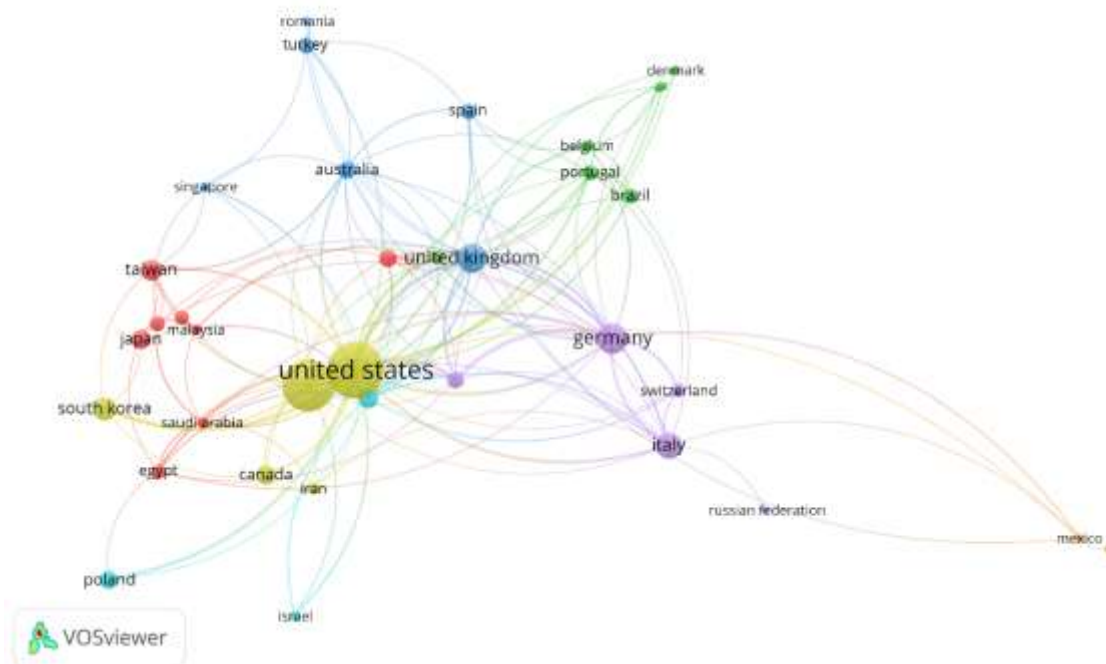 romania
turkey
denmark
spain
belgium
australia
portugal
singapore
brazil
united kingdom
taiwan
malaysia
japan
germany
united states
switzerland
south korea
saudi arabia
italy
egypt
canada
iran
russian federation
mexico
poland
israel
VOSviewer